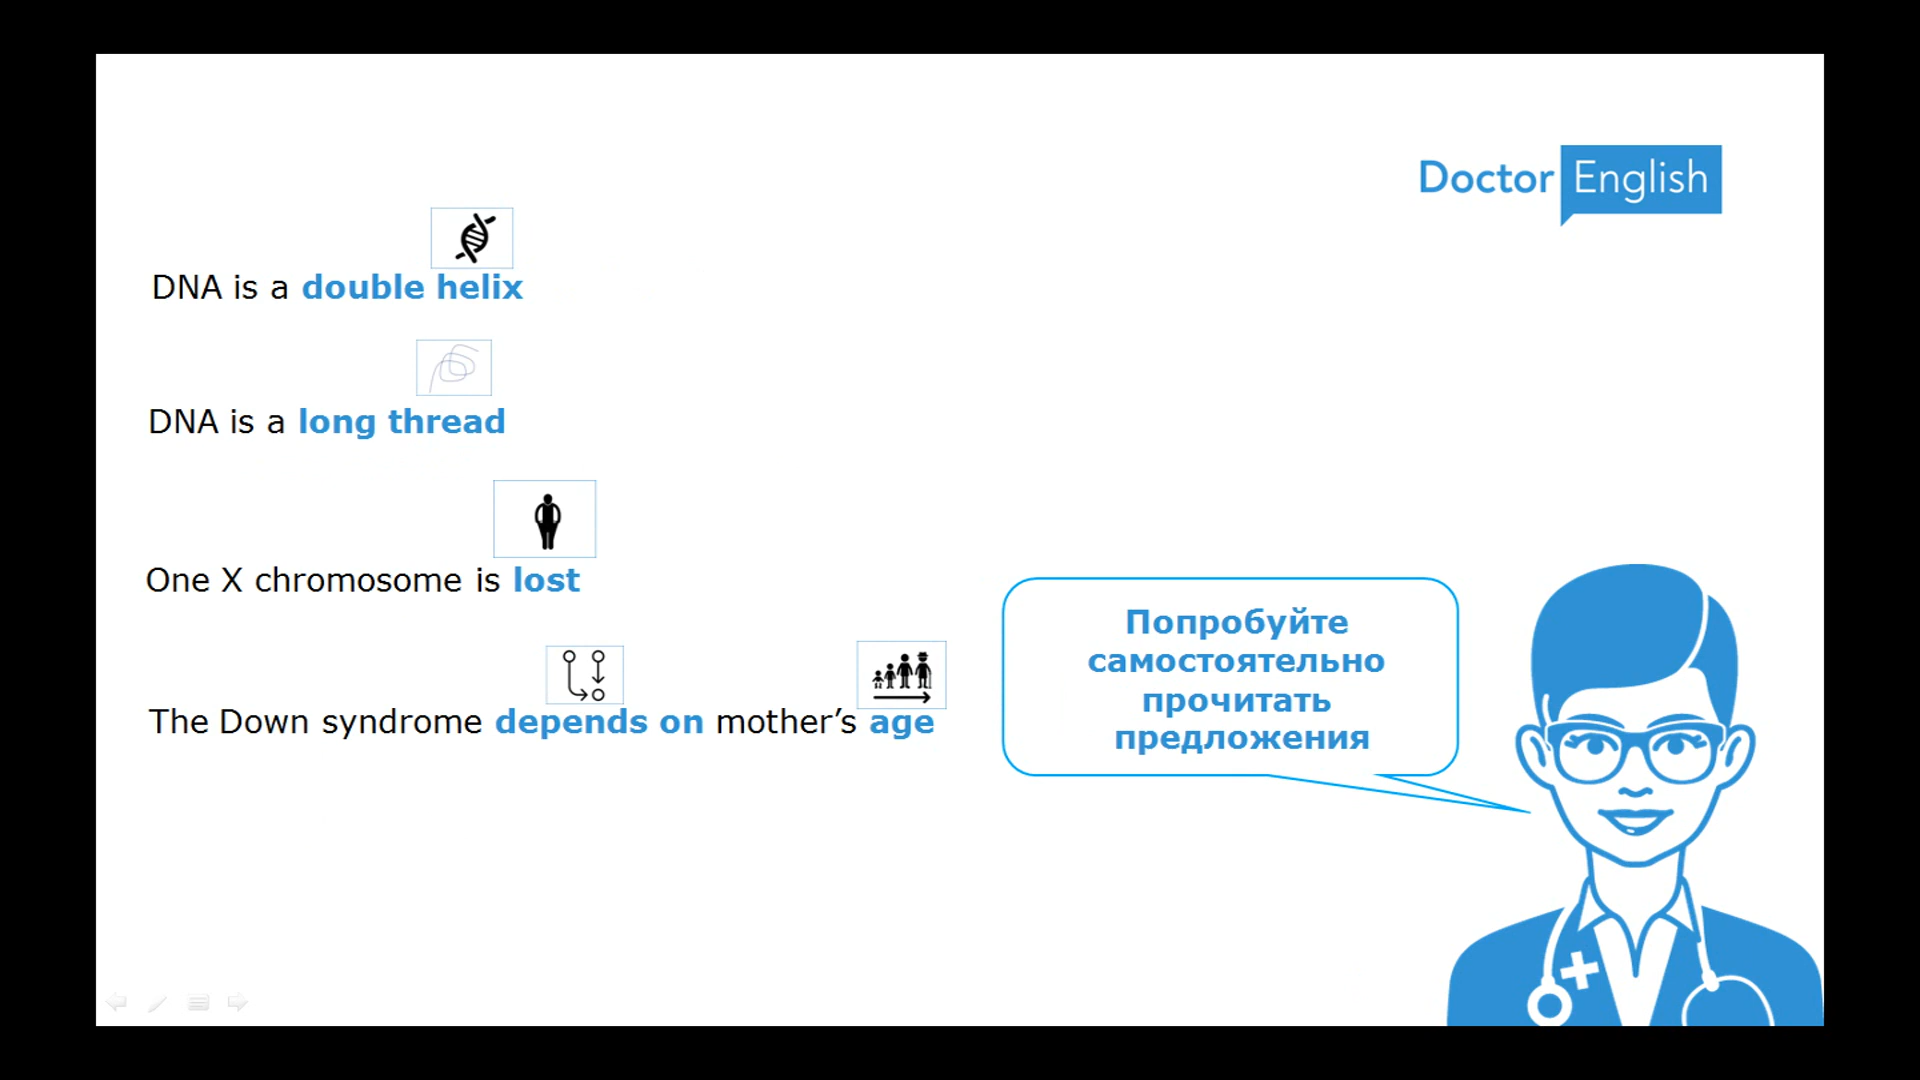 Doctor English
DNA is a double helix
DNA is a long thread
One X chromosome is lost
The Down syndrome depends on mother’s age
Попробуйте
самостоятельно
прочитать
предложения